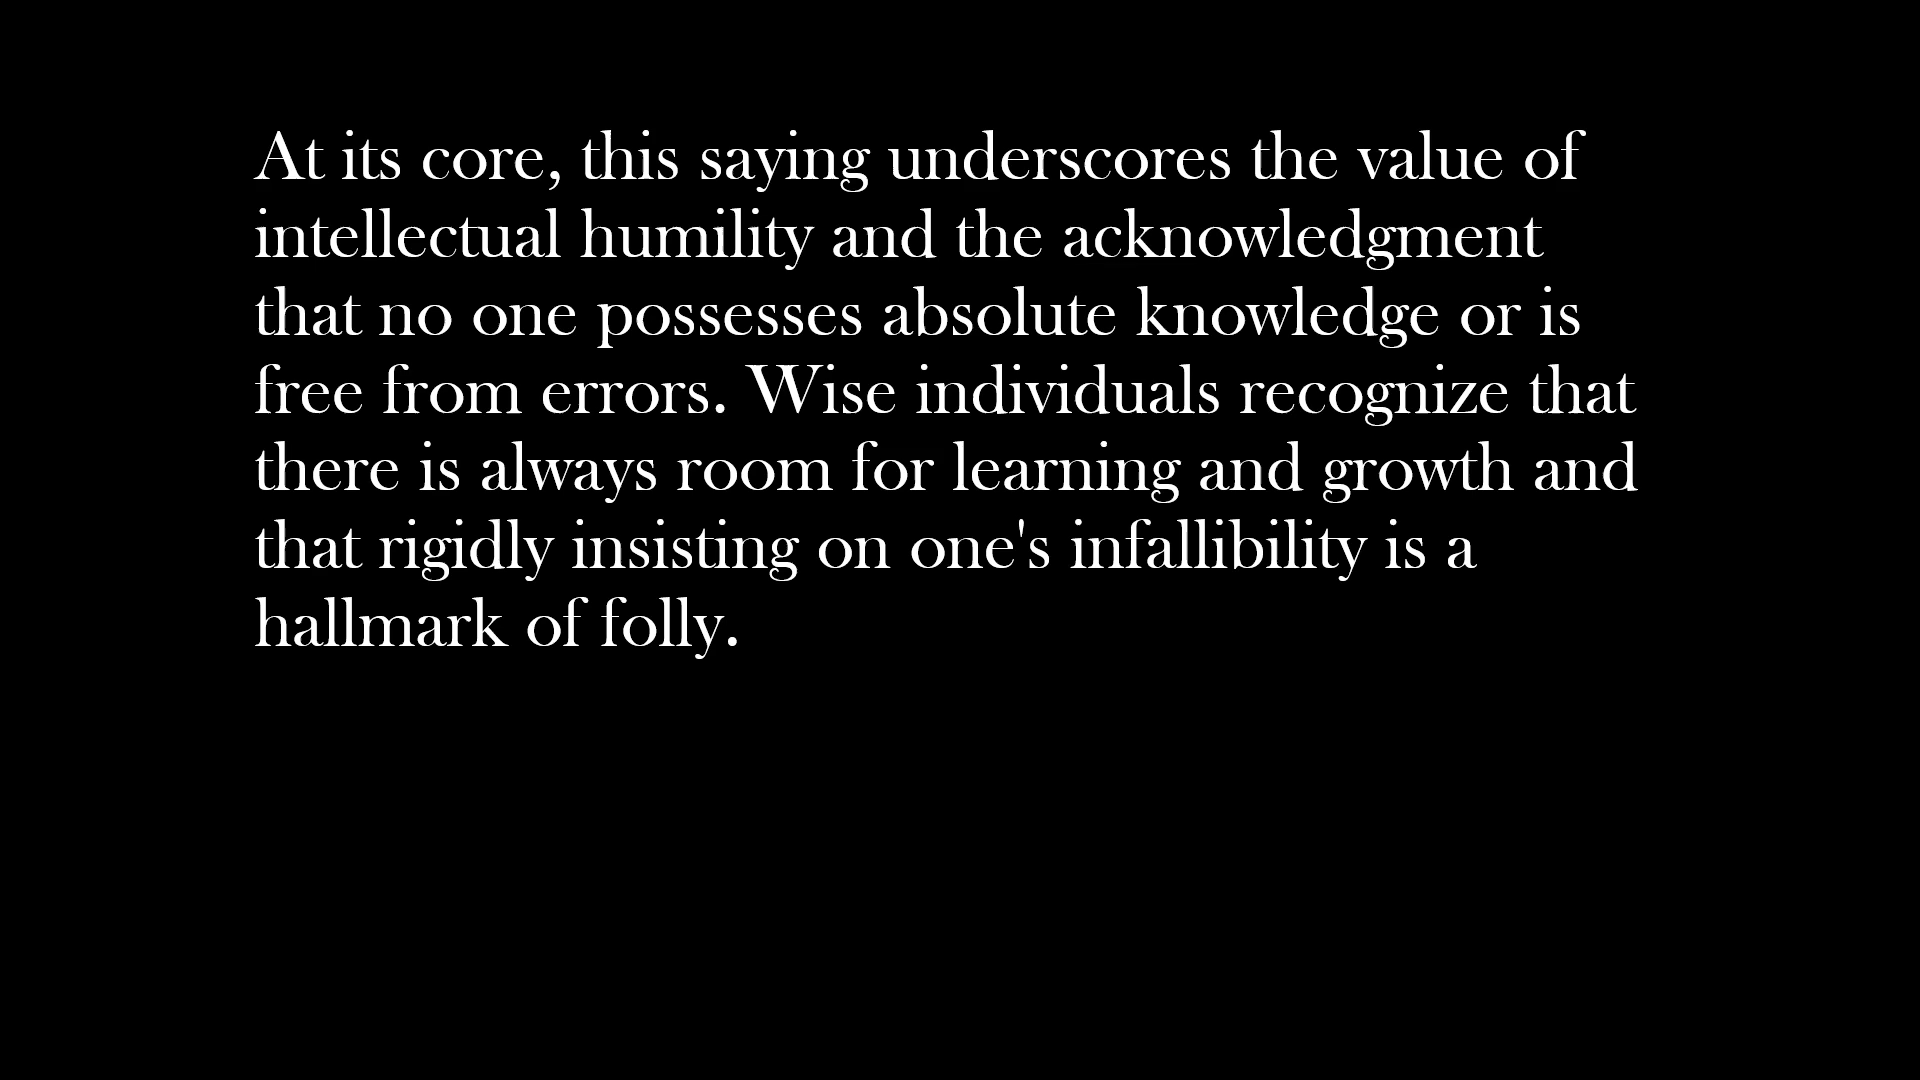 At its core, this saying underscores the value of
intellectual humility and the acknowledgment
that no one possesses absolute knowledge or is
free from errors. Wise individuals recognize that
there is always room for learning and growth and
that rigidly insisting on one's infallibility is a
hallmark of folly.